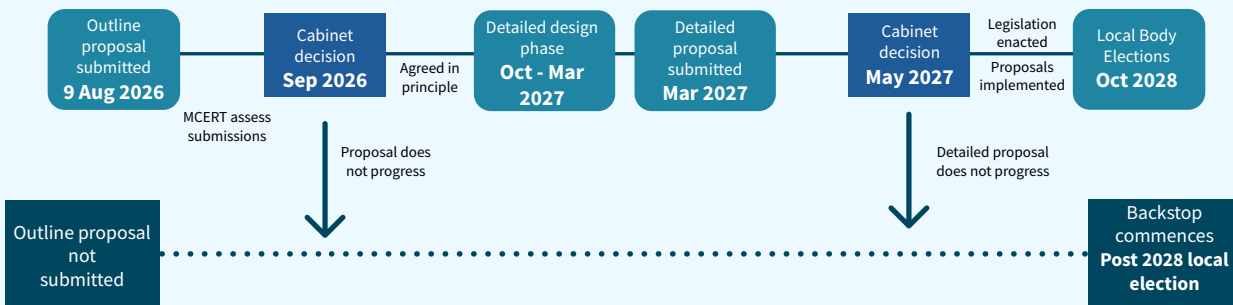 Outline
proposal
submitted
9 Aug 2026
MCERT assess
submissions
Cabinet
decision
Sep 2026
Agreed in
principle
Detailed design
phase
Oct - Mar
2027
Detailed
proposal
submitted
Mar 2027
Cabinet
decision
May 2027
Legislation
enacted
Proposals
implemented
Local Body
Elections
Oct 2028
Proposal does
not progress
Detailed proposal
does not progress
Outline proposal
not
submitted
Backstop
commences
Post 2028 local
election